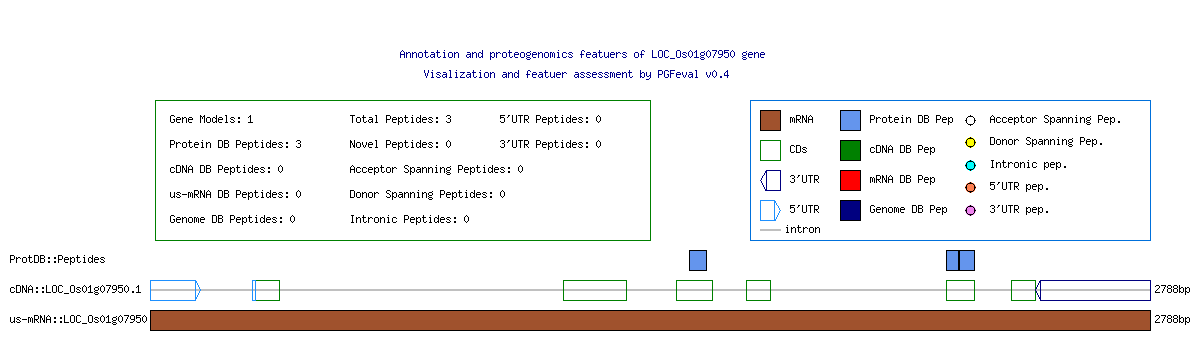 Annotation and proteogenomics featuers of LOC_Os01g07950 gene
Visalization and featuer assessment by PGFeval v0.4
Gene Models: 1 Total Peptides: 3 5'UTR Peptides: 0
Protein DB Peptides: 3 Novel Peptides: 0 3'UTR Peptides: 0
cDNA DB Peptides: 0 Acceptor Spanning Peptides: 0
us-mRNA DB Peptides: 0 Donor Spanning Peptides: 0
Genome DB Peptides: 0 Intronic Peptides: 0
mRNA Protein DB Pep Acceptor Spanning Pep.
CDs cDNA DB Pep Donor Spanning Pep.
3'UTR mRNA DB Pep Intronic pep.
5'UTR Genome DB Pep 5'UTR pep.
intron 3'UTR pep.
ProtDB::Peptides
cDNA::LOC_Os01g07950.1 2788bp
us-mRNA::LOC_Os01g07950 2788bp